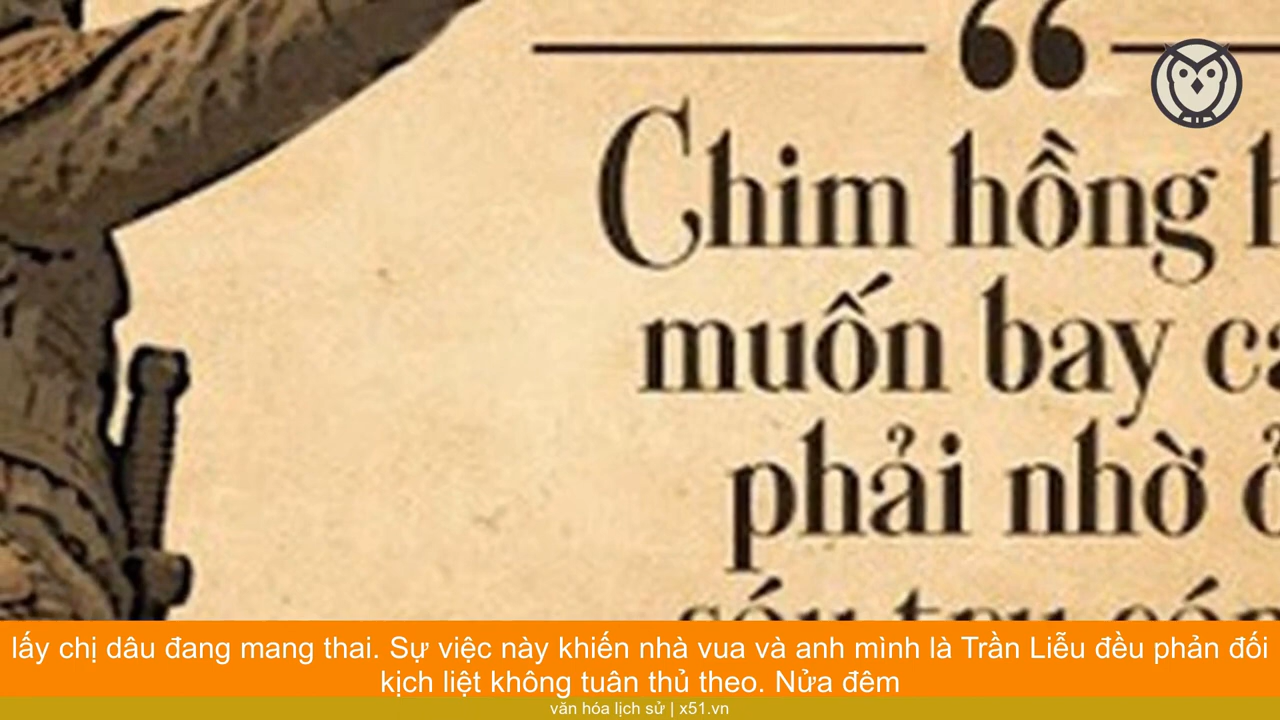 Chim hồng
muốn bay
phải nhờ
lấy chị dâu đang mang thai. Sự việc này khiến nhà vua và anh mình là Trần Liễu đều phản đối
kịch liệt không tuân thủ theo. Nửa đêm
văn hóa lịch sử | x51.vn